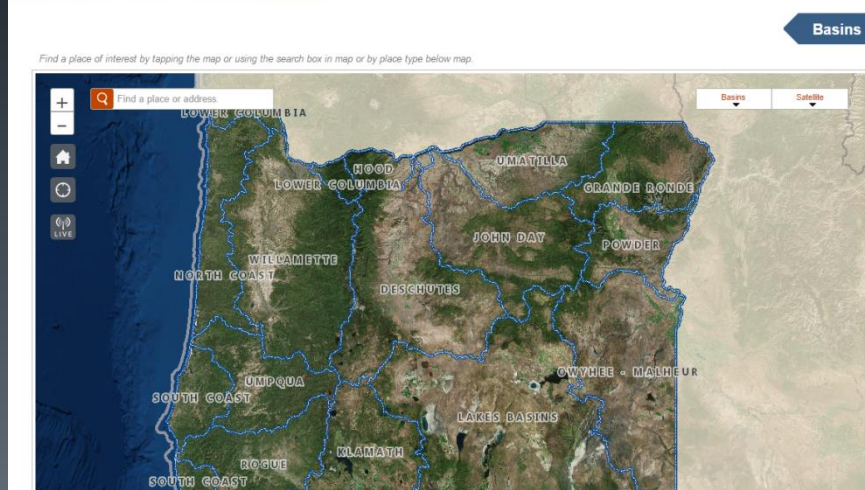 Basins
Find a place of interest by tapping the map or using the search box in map or by place type below map.
+
Find a place or address
Basins
Satellite
−
LOWER COLUMBIA
HOOD
UMATILLA
LOWER COLUMBIA
GRANDE RONDE
LIVE
JOHN DAY
POWDER
WILLAMETTE
NORTH COAST
DESCHUTES
OWYHEE - MALHEUR
UMPQUA
SOUTH COAST
LAKES BASINS
KLAMATH
ROGUE
SOUTH COAST